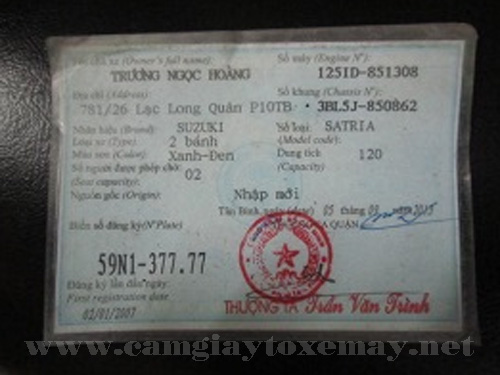 Tên chủ xe (Owner's full name): Số máy (Engine N°):
TRƯƠNG NGỌC HOÀNG 125ID-851308
Địa chỉ (Address): Số khung (Chassis N°):
781/26 Lạc Long Quân P10TB 3BL5J-850862
Nhãn hiệu (Brand): SUZUKI Số loại: SATRIA
Loại xe (Type): 2 bánh (Model code):
Màu sơn (Color): Xanh-Đen Dung tích: 120
Số người được phép chở: 02 (Capacity)
(Seat capacity)
Nguồn gốc (Origin): Nhập mới
Tân Bình, ngày (date) 05 tháng 09 năm 2015
Biển số đăng ký(N°Plate) QUẬN
59N1-377.77
Đăng ký lần đầu ngày:
First registration date
02/01/2007
THƯỢNG TÁ Trần Văn Trinh
www.camgiaytoxemay.net